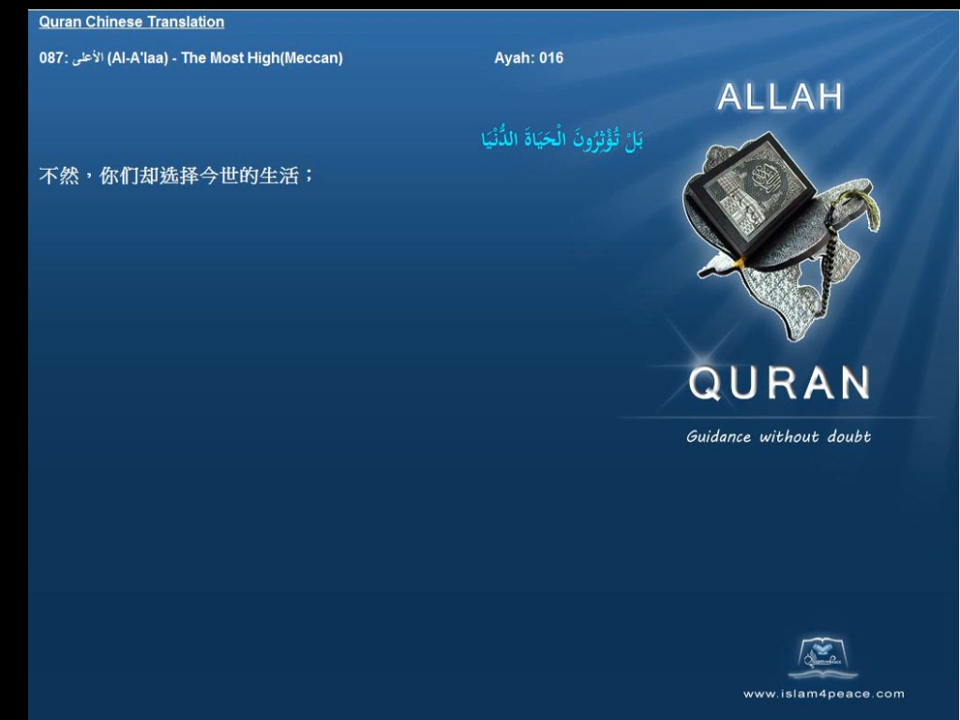 Quran Chinese Translation
087: الأعلى (Al-A'laa) - The Most High(Meccan) Ayah: 016
ALLAH
بَلْ تُؤْثِرُونَ الْحَيَاةَ الدُّنْيَا
不然，你们却选择今世的生活；
QURAN
Guidance without doubt
www.islam4peace.com